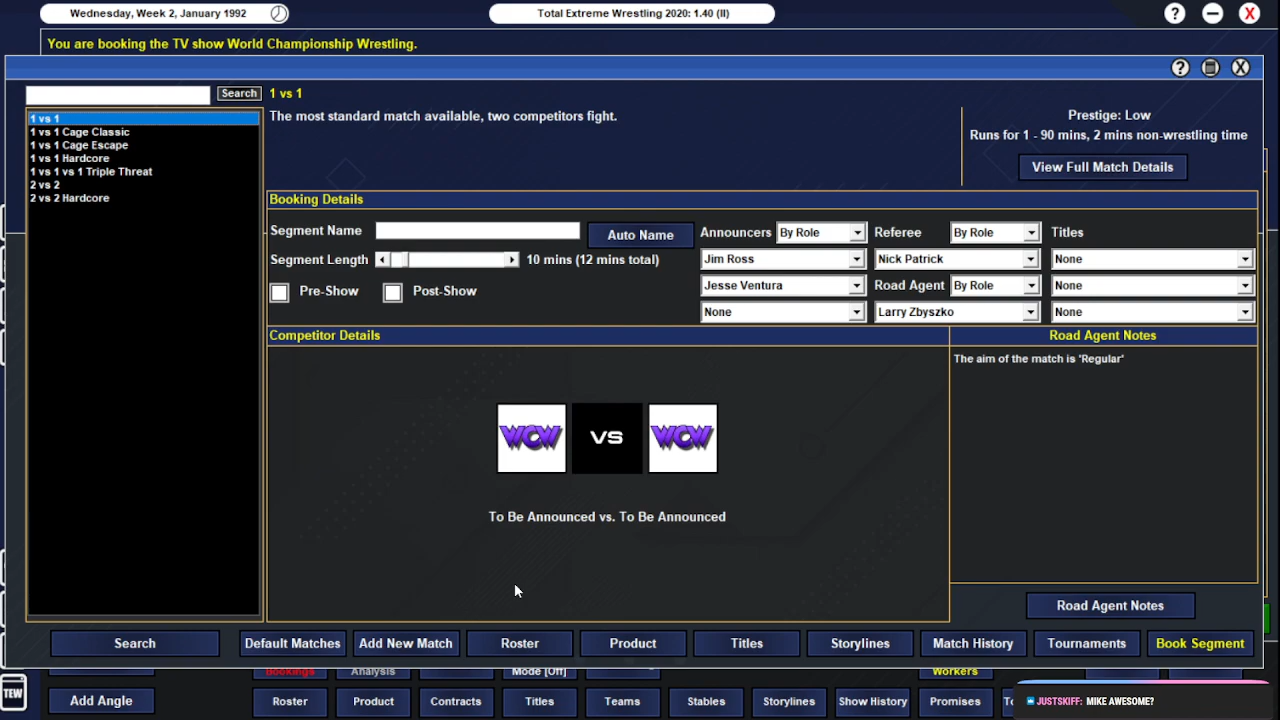 Wednesday, Week 2, January 1992
Total Extreme Wrestling 2020: 1.40 (II)
? X
You are booking the TV show World Championship Wrestling.
? X
Search
1 vs 1
The most standard match available, two competitors fight.
Prestige: Low
Runs for 1 - 90 mins, 2 mins non-wrestling time
View Full Match Details
1 vs 1
1 vs 1 Cage Classic
1 vs 1 Cage Escape
1 vs 1 Hardcore
1 vs 1 vs 1 Triple Threat
2 vs 2
2 vs 2 Hardcore
Booking Details
Segment Name Auto Name Announcers By Role Referee By Role Titles
Segment Length 10 mins (12 mins total) Jim Ross Nick Patrick None
Pre-Show Post-Show Jesse Ventura Road Agent By Role None
None Larry Zbyszko None
Competitor Details Road Agent Notes
The aim of the match is 'Regular'
WCW VS WCW
To Be Announced vs. To Be Announced
Road Agent Notes
Search Default Matches Add New Match Roster Product Titles Storylines Match History Tournaments Book Segment
Bookings Analysis Mode [Off] Workers
TEW Add Angle Roster Product Contracts Titles Teams Stables Storylines Show History Promises
JUSTSKIFF: MIKE AWESOME?